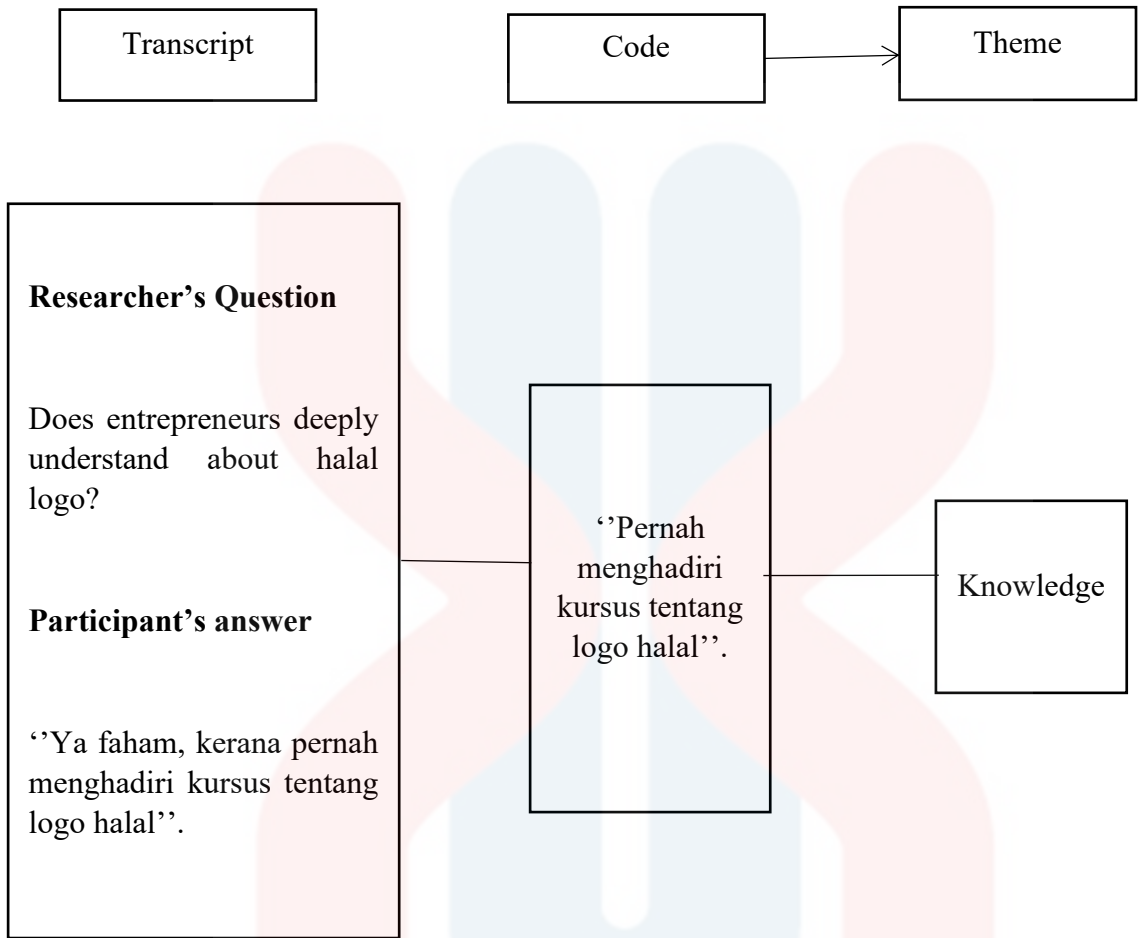 Transcript
Code
Theme
Researcher’s Question
Does entrepreneurs deeply
understand about halal
logo?
Participant’s answer
‘’Ya faham, kerana pernah
menghadiri kursus tentang
logo halal’’.
‘’Pernah
menghadiri
kursus tentang
logo halal’’.
Knowledge